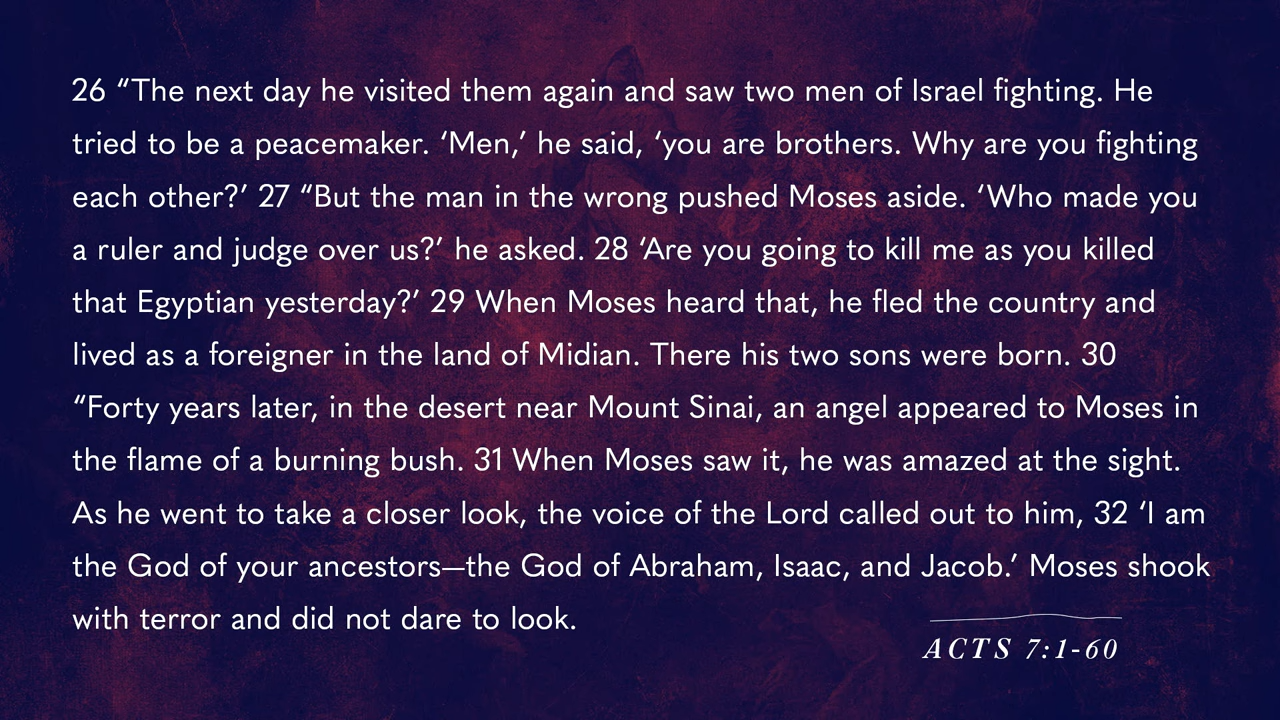 26 “The next day he visited them again and saw two men of Israel fighting. He
tried to be a peacemaker. ‘Men,’ he said, ‘you are brothers. Why are you fighting
each other?’ 27 “But the man in the wrong pushed Moses aside. ‘Who made you
a ruler and judge over us?’ he asked. 28 ‘Are you going to kill me as you killed
that Egyptian yesterday?’ 29 When Moses heard that, he fled the country and
lived as a foreigner in the land of Midian. There his two sons were born. 30
“Forty years later, in the desert near Mount Sinai, an angel appeared to Moses in
the flame of a burning bush. 31 When Moses saw it, he was amazed at the sight.
As he went to take a closer look, the voice of the Lord called out to him, 32 ‘I am
the God of your ancestors—the God of Abraham, Isaac, and Jacob.’ Moses shook
with terror and did not dare to look.
ACTS 7:1-60